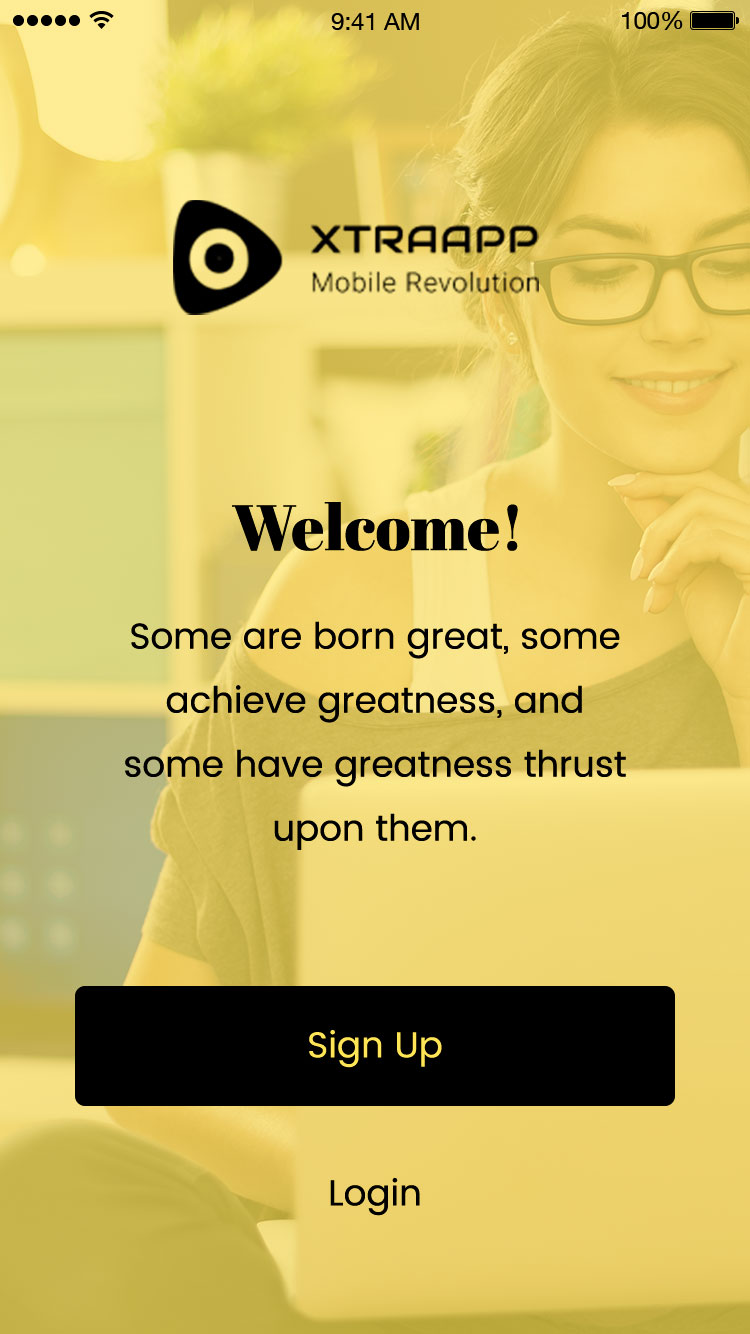 9:41 AM 100%
XTRAAPP
Mobile Revolution
Welcome!
Some are born great, some
achieve greatness, and
some have greatness thrust
upon them.
Sign Up
Login